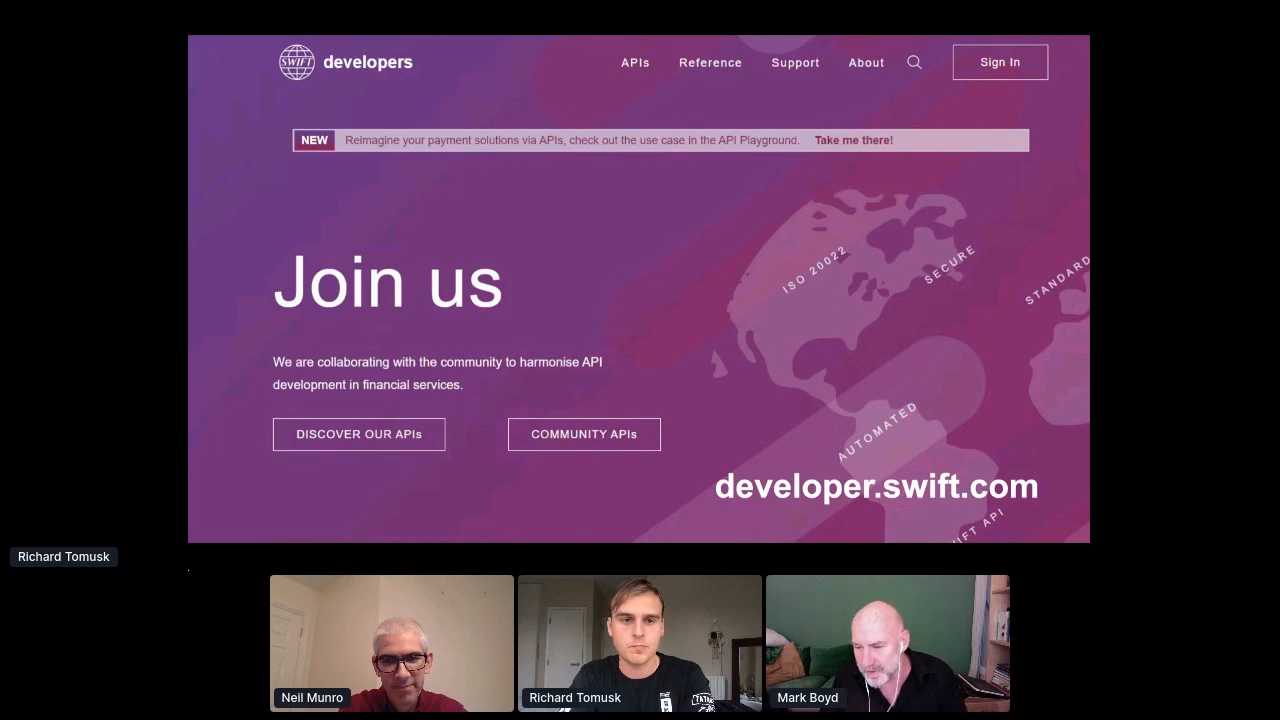 SWIFT developers
APIs Reference Support About Sign In
NEW Reimagine your payment solutions via APIs, check out the use case in the API Playground. Take me there!
ISO 20022
SECURE
STANDARD
Join us
We are collaborating with the community to harmonise API
development in financial services.
DISCOVER OUR APIs COMMUNITY APIs
AUTOMATED
developer.swift.com
IFT API
Richard Tomusk
Neil Munro Richard Tomusk Mark Boyd